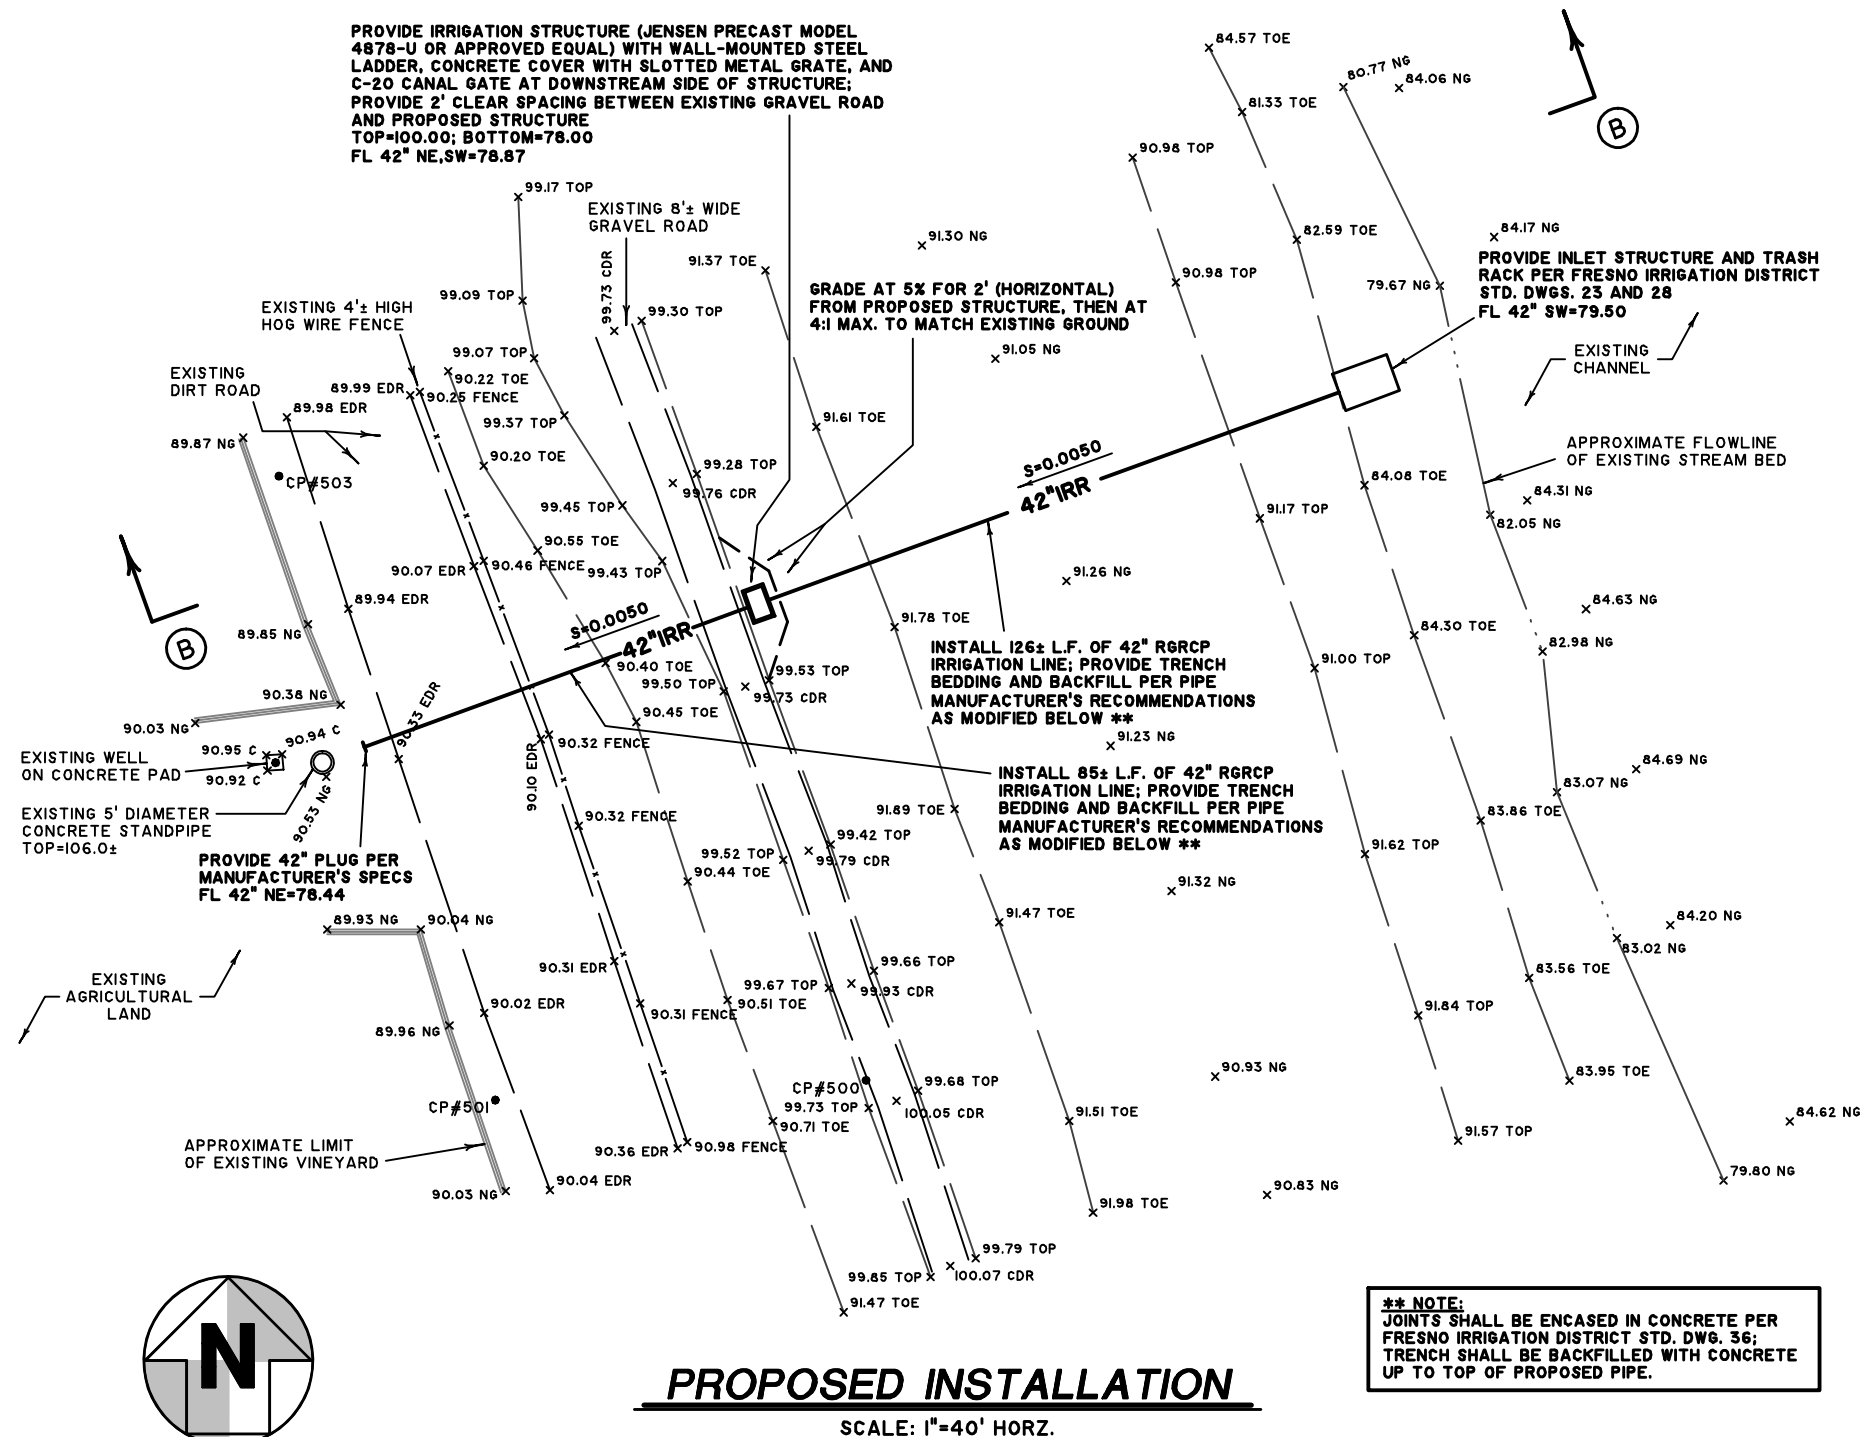 PROVIDE IRRIGATION STRUCTURE (JENSEN PRECAST MODEL
4878-U OR APPROVED EQUAL) WITH WALL-MOUNTED STEEL
LADDER, CONCRETE COVER WITH SLOTTED METAL GRATE, AND
C-20 CANAL GATE AT DOWNSTREAM SIDE OF STRUCTURE;
PROVIDE 2' CLEAR SPACING BETWEEN EXISTING GRAVEL ROAD
AND PROPOSED STRUCTURE
TOP=100.00; BOTTOM=78.00
FL 42" NE,SW=78.87
84.57 TOE
80.77 NG
84.06 NG
81.33 TOE
B
90.98 TOP
99.17 TOP
EXISTING 8'± WIDE
GRAVEL ROAD
91.30 NG
82.59 TOE
84.17 NG
91.37 TOE
99.73 CDR
90.98 TOP
79.67 NG
PROVIDE INLET STRUCTURE AND TRASH
RACK PER FRESNO IRRIGATION DISTRICT
STD. DWGS. 23 AND 28
FL 42" SW=79.50
99.09 TOP
99.30 TOP
GRADE AT 5% FOR 2' (HORIZONTAL)
FROM PROPOSED STRUCTURE, THEN AT
4:1 MAX. TO MATCH EXISTING GROUND
EXISTING 4'± HIGH
HOG WIRE FENCE
99.07 TOP
91.05 NG
EXISTING
CHANNEL
EXISTING
DIRT ROAD
90.22 TOE
89.99 EDR
90.25 FENCE
89.98 EDR
99.37 TOP
91.61 TOE
89.87 NG
APPROXIMATE FLOWLINE
OF EXISTING STREAM BED
CP#503
90.20 TOE
99.28 TOP
99.76 CDR
S=0.0050
42"IRR
84.08 TOE
84.31 NG
82.05 NG
99.45 TOP
91.17 TOP
90.55 TOE
90.07 EDR
90.46 FENCE
99.43 TOP
91.26 NG
89.94 EDR
84.63 NG
B
89.85 NG
S=0.0050
42"IRR
91.78 TOE
84.30 TOE
82.98 NG
90.40 TOE
99.50 TOP
99.53 TOP
99.73 CDR
INSTALL 126± L.F. OF 42" RGRCP
IRRIGATION LINE; PROVIDE TRENCH
BEDDING AND BACKFILL PER PIPE
MANUFACTURER'S RECOMMENDATIONS
AS MODIFIED BELOW **
91.00 TOP
90.38 NG
90.03 NG
90.33 EDR
90.45 TOE
90.32 FENCE
91.23 NG
90.95 C
90.94 C
90.92 C
EXISTING WELL
ON CONCRETE PAD
90.10 EDR
INSTALL 85± L.F. OF 42" RGRCP
IRRIGATION LINE; PROVIDE TRENCH
BEDDING AND BACKFILL PER PIPE
MANUFACTURER'S RECOMMENDATIONS
AS MODIFIED BELOW **
84.69 NG
83.07 NG
EXISTING 5' DIAMETER
CONCRETE STANDPIPE
TOP=106.0±
90.53 NG
90.32 FENCE
91.89 TOE
83.86 TOE
PROVIDE 42" PLUG PER
MANUFACTURER'S SPECS
FL 42" NE=78.44
99.42 TOP
99.52 TOP
99.79 CDR
91.62 TOP
90.44 TOE
91.32 NG
89.93 NG
90.04 NG
91.47 TOE
84.20 NG
83.02 NG
EXISTING
AGRICULTURAL
LAND
90.31 EDR
99.66 TOP
99.67 TOP
99.93 CDR
83.56 TOE
90.02 EDR
90.31 FENCE
90.51 TOE
91.84 TOP
89.96 NG
CP#501
CP#500
99.68 TOP
90.93 NG
83.95 TOE
99.73 TOP
100.05 CDR
90.71 TOE
91.51 TOE
84.62 NG
APPROXIMATE LIMIT
OF EXISTING VINEYARD
90.36 EDR
90.98 FENCE
91.57 TOP
90.03 NG
90.04 EDR
90.83 NG
79.80 NG
91.98 TOE
99.79 TOP
99.85 TOP
100.07 CDR
91.47 TOE
N
** NOTE:
JOINTS SHALL BE ENCASED IN CONCRETE PER
FRESNO IRRIGATION DISTRICT STD. DWG. 36;
TRENCH SHALL BE BACKFILLED WITH CONCRETE
UP TO TOP OF PROPOSED PIPE.
PROPOSED INSTALLATION
SCALE: 1"=40' HORZ.